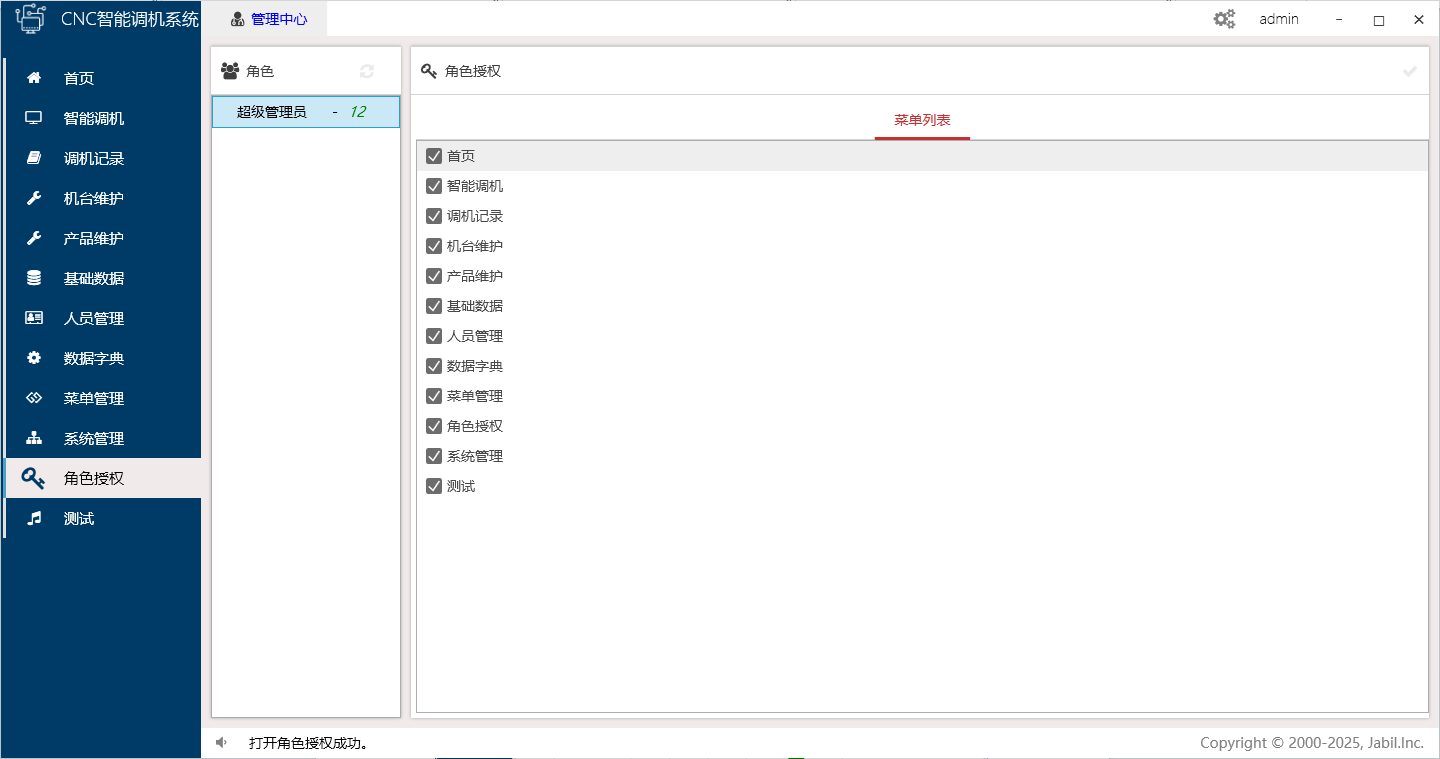 CNC智能调机系统
管理中心
admin
首页
智能调机
调机记录
机台维护
产品维护
基础数据
人员管理
数据字典
菜单管理
系统管理
角色授权
测试
角色
超级管理员 - 12
角色授权
菜单列表
首页
智能调机
调机记录
机台维护
产品维护
基础数据
人员管理
数据字典
菜单管理
角色授权
系统管理
测试
打开角色授权成功。
Copyright © 2000-2025, Jabil.Inc.